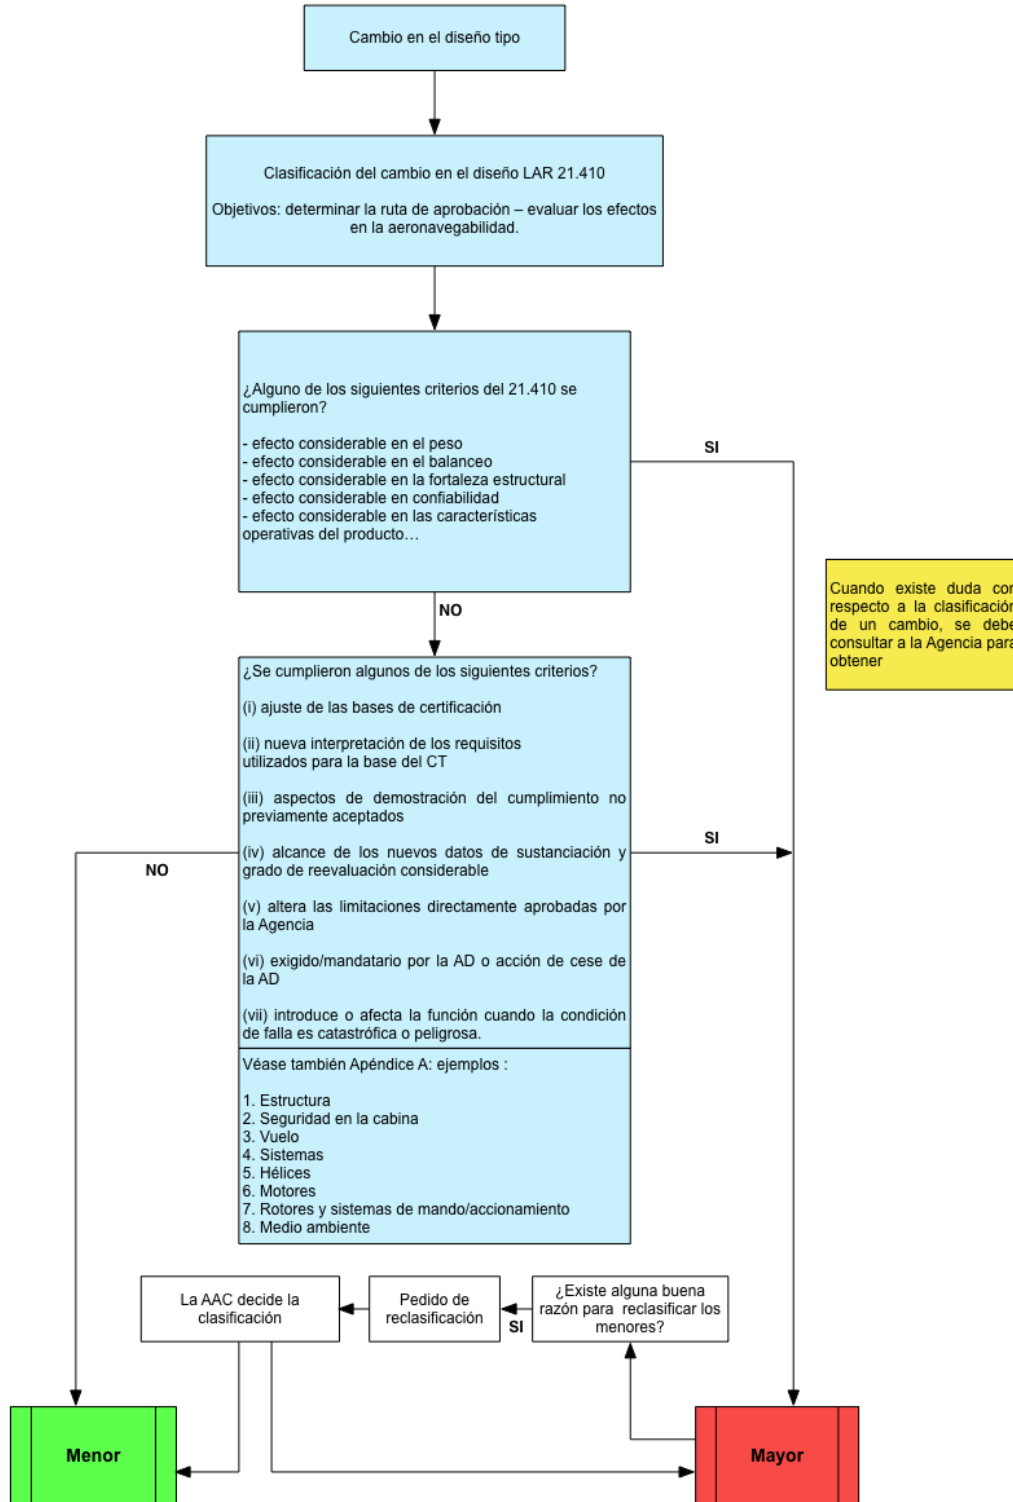 Cambio en el diseño tipo
Clasificación del cambio en el diseño LAR 21.410
Objetivos: determinar la ruta de aprobación – evaluar los efectos
en la aeronavegabilidad.
¿Alguno de los siguientes criterios del 21.410 se
cumplieron?
- efecto considerable en el peso
- efecto considerable en el balanceo
- efecto considerable en la fortaleza estructural
- efecto considerable en confiabilidad
- efecto considerable en las características
operativas del producto…
SI
NO
Cuando existe duda con
respecto a la clasificación
de un cambio, se debe
consultar a la Agencia para
obtener
¿Se cumplieron algunos de los siguientes criterios?
(i) ajuste de las bases de certificación
(ii) nueva interpretación de los requisitos
utilizados para la base del CT
(iii) aspectos de demostración del cumplimiento no
previamente aceptados
(iv) alcance de los nuevos datos de sustanciación y
grado de reevaluación considerable
(v) altera las limitaciones directamente aprobadas por
la Agencia
(vi) exigido/mandatario por la AD o acción de cese de
la AD
(vii) introduce o afecta la función cuando la condición
de falla es catastrófica o peligrosa.
NO
SI
Véase también Apéndice A: ejemplos :
1. Estructura
2. Seguridad en la cabina
3. Vuelo
4. Sistemas
5. Hélices
6. Motores
7. Rotores y sistemas de mando/accionamiento
8. Medio ambiente
La AAC decide la
clasificación
Pedido de
reclasificación
SI
¿Existe alguna buena
razón para reclasificar los
menores?
Menor
Mayor